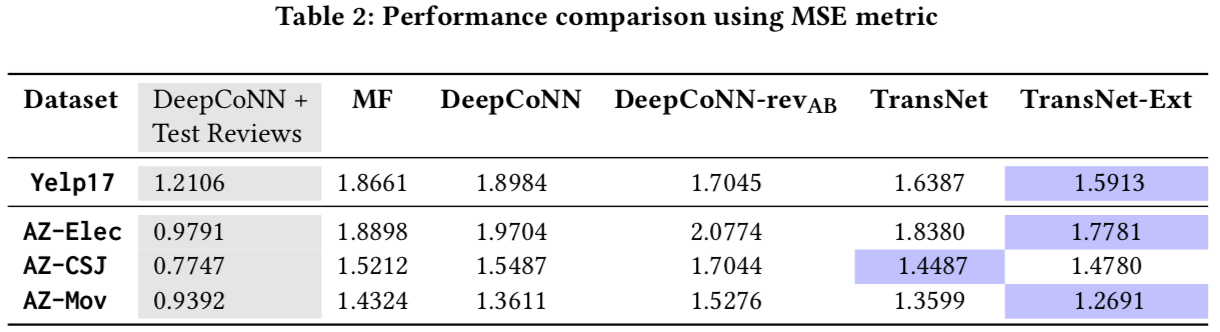 Table 2: Performance comparison using MSE metric
Dataset DeepCoNN + Test Reviews MF DeepCoNN DeepCoNN-revAB TransNet TransNet-Ext
Yelp17 1.2106 1.8661 1.8984 1.7045 1.6387 1.5913
AZ-Elec 0.9791 1.8898 1.9704 2.0774 1.8380 1.7781
AZ-CSJ 0.7747 1.5212 1.5487 1.7044 1.4487 1.4780
AZ-Mov 0.9392 1.4324 1.3611 1.5276 1.3599 1.2691